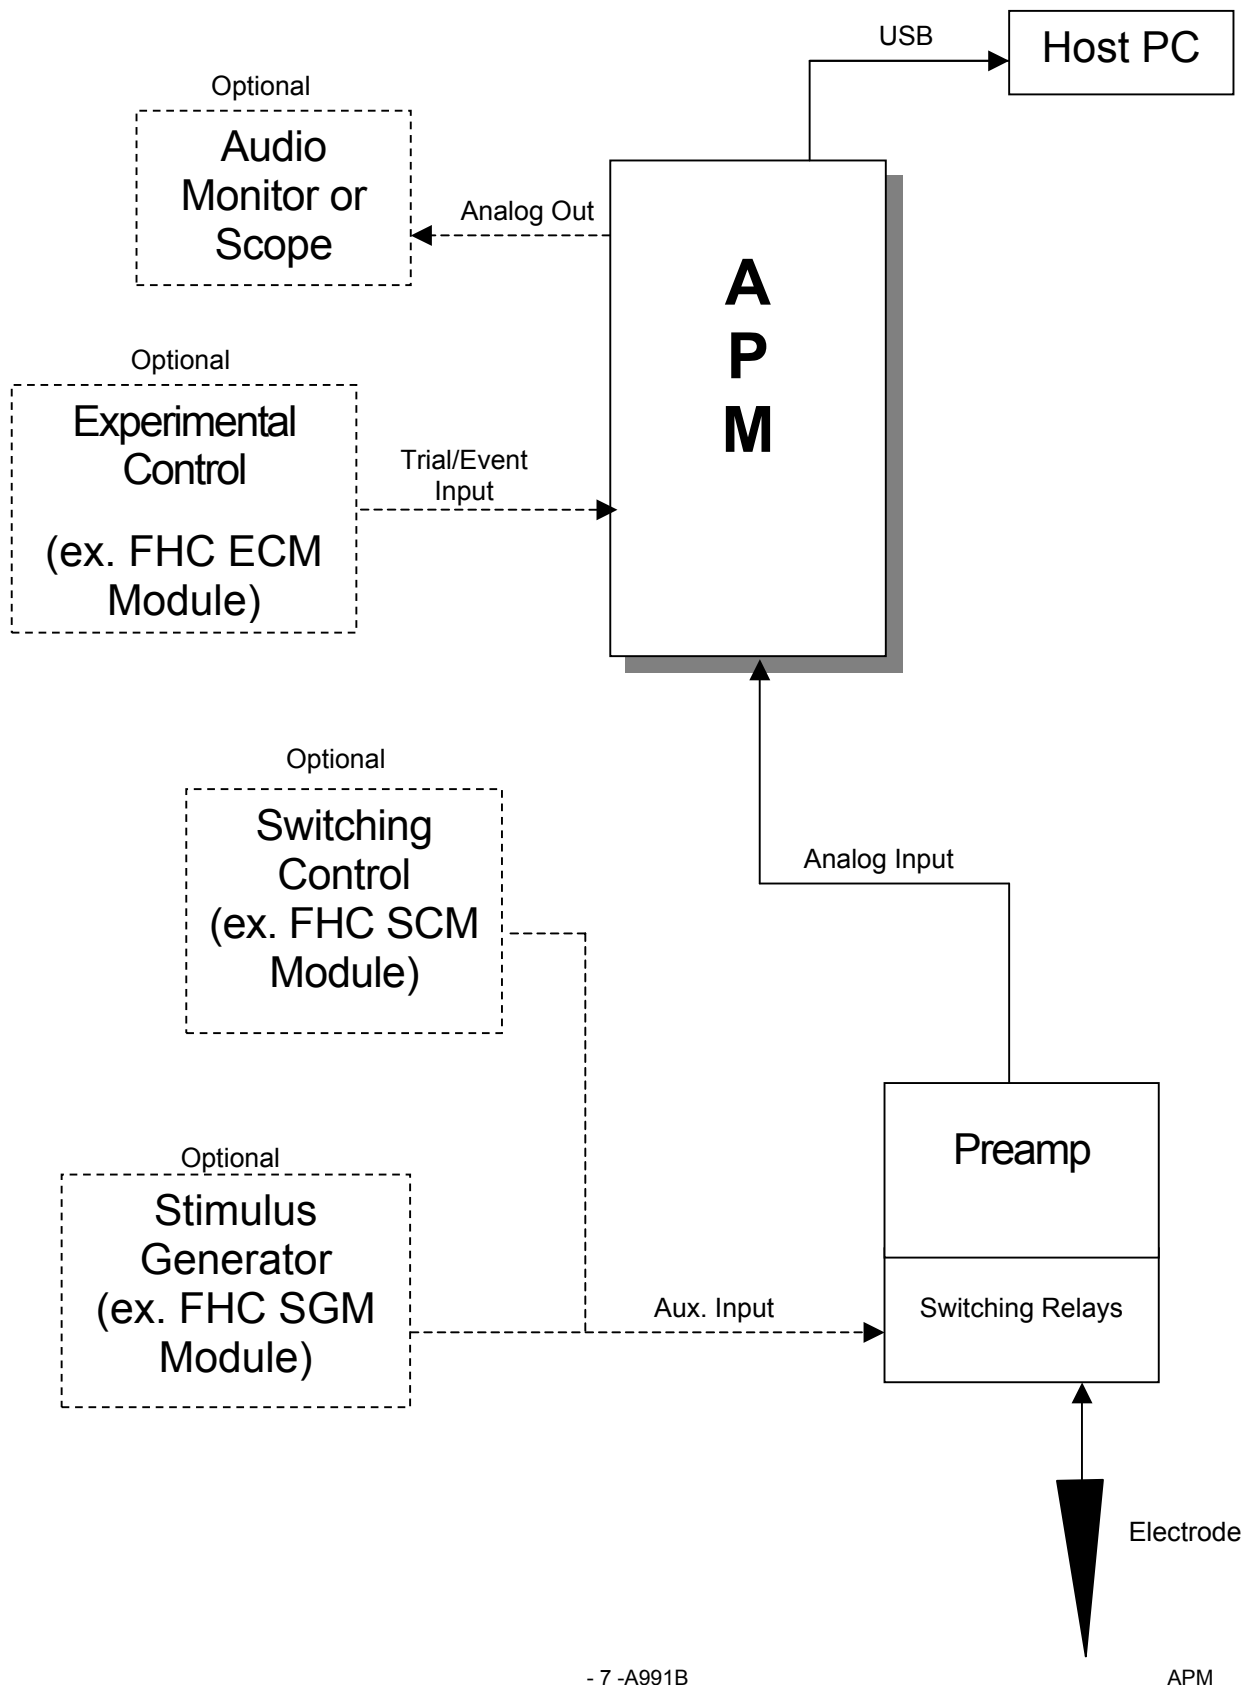 USB
Host PC
Optional
Audio
Monitor or
Scope
Analog Out
A
P
M
Optional
Experimental
Control
(ex. FHC ECM
Module)
Trial/Event
Input
Optional
Switching
Control
(ex. FHC SCM
Module)
Analog Input
Preamp
Optional
Stimulus
Generator
(ex. FHC SGM
Module)
Aux. Input
Switching Relays
Electrode
- 7 -A991B
APM